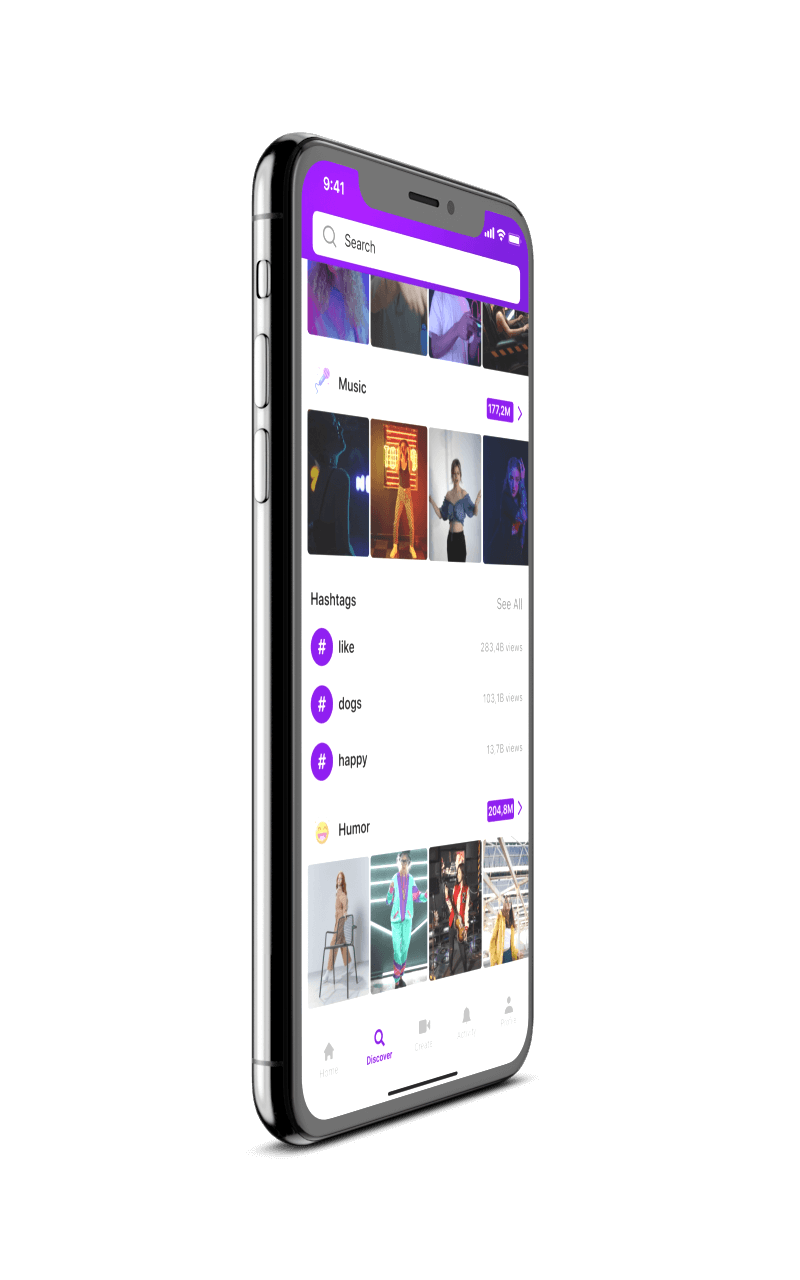 9:41
Search
Music
177,2M
Hashtags
See All
# like
283.4B views
# dogs
103,1B views
# happy
13.7B views
204,8M
Humor
Home
Discover
Create
Activity
Profile